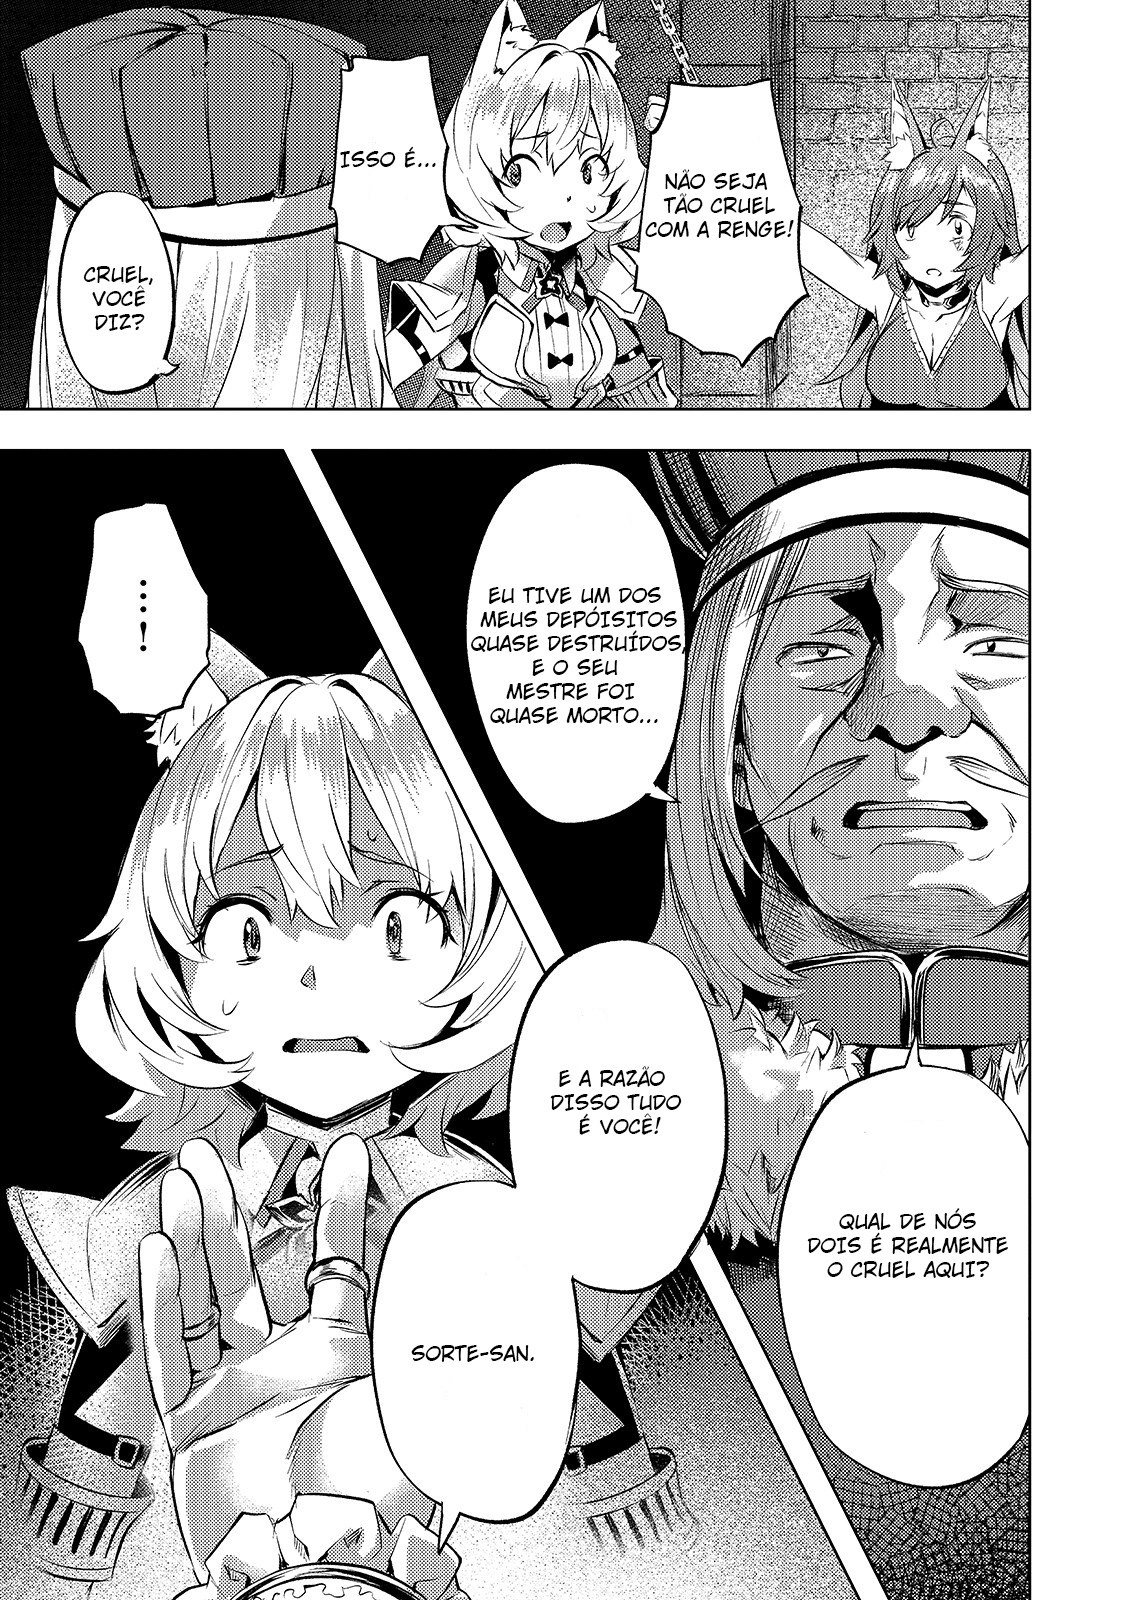 NÃO SEJA
TÃO CRUEL
COM A RENGE!
ISSO É...
CRUEL,
VOCÊ
DIZ?
EU TIVE UM DOS
MEUS DEPÓISITOS
QUASE DESTRUÍDOS,
E O SEU
MESTRE FOI
QUASE MORTO...
QUAL DE NÓS
DOIS É REALMENTE
O CRUEL AQUI?
E A RAZÃO
DISSO TUDO
É VOCÊ!
SORTE-SAN.
....!